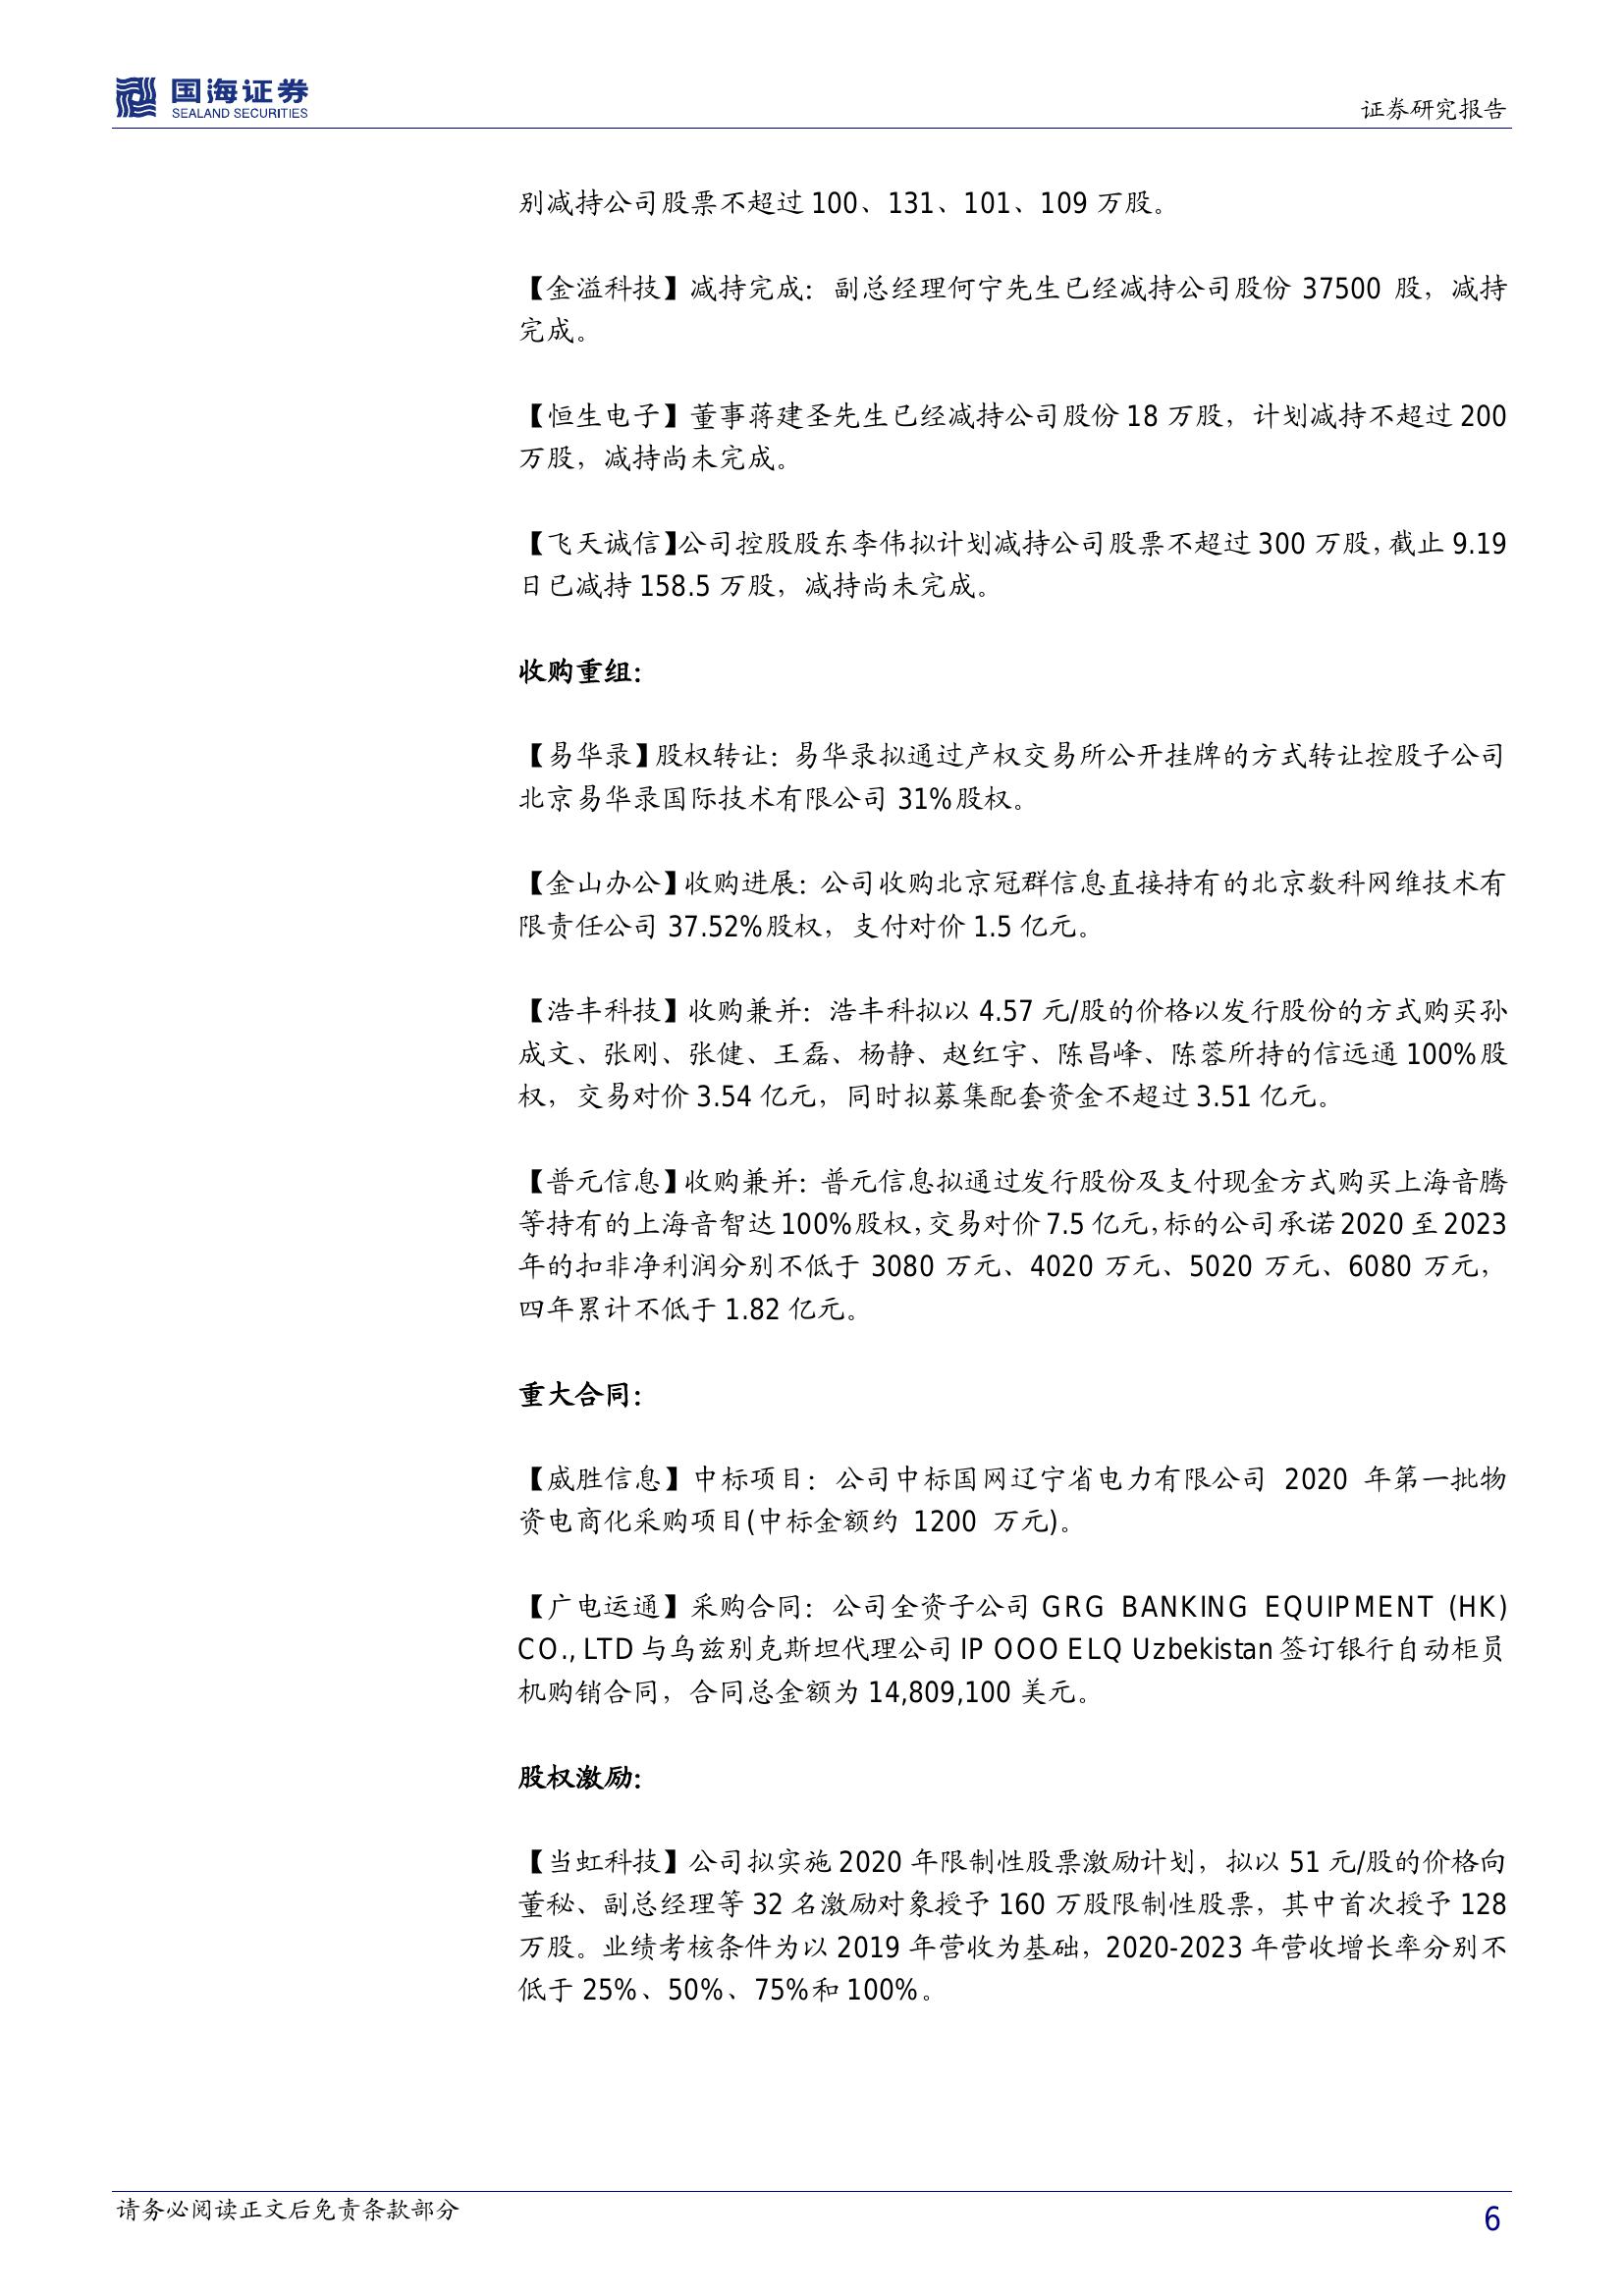 国海证券
SEALAND SECURITIES
证券研究报告
别减持公司股票不超过 100、131、101、109 万股。
【金溢科技】减持完成：副总经理何宁先生已经减持公司股份 37500 股，减持
完成。
【恒生电子】董事蒋建圣先生已经减持公司股份 18 万股，计划减持不超过 200
万股，减持尚未完成。
【飞天诚信】公司控股股东李伟拟计划减持公司股票不超过 300 万股，截止 9.19
日已减持 158.5 万股，减持尚未完成。
收购重组：
【易华录】股权转让：易华录拟通过产权交易所公开挂牌的方式转让控股子公司
北京易华录国际技术有限公司 31%股权。
【金山办公】收购进展：公司收购北京冠群信息直接持有的北京数科网维技术有
限责任公司 37.52%股权，支付对价 1.5 亿元。
【浩丰科技】收购兼并：浩丰科拟以 4.57 元/股的价格以发行股份的方式购买孙
成文、张刚、张健、王磊、杨静、赵红宇、陈昌峰、陈蓉所持的信远通 100%股
权，交易对价 3.54 亿元，同时拟募集配套资金不超过 3.51 亿元。
【普元信息】收购兼并：普元信息拟通过发行股份及支付现金方式购买上海音腾
等持有的上海音智达 100%股权，交易对价 7.5 亿元，标的公司承诺 2020 至 2023
年的扣非净利润分别不低于 3080 万元、4020 万元、5020 万元、6080 万元，
四年累计不低于 1.82 亿元。
重大合同：
【威胜信息】中标项目：公司中标国网辽宁省电力有限公司 2020 年第一批物
资电商化采购项目(中标金额约 1200 万元)。
【广电运通】采购合同：公司全资子公司 GRG BANKING EQUIPMENT (HK)
CO., LTD 与乌兹别克斯坦代理公司 IP OOO ELQ Uzbekistan 签订银行自动柜员
机购销合同，合同总金额为 14,809,100 美元。
股权激励：
【当虹科技】公司拟实施 2020 年限制性股票激励计划，拟以 51 元/股的价格向
董秘、副总经理等 32 名激励对象授予 160 万股限制性股票，其中首次授予 128
万股。业绩考核条件为以 2019 年营收为基础，2020-2023 年营收增长率分别不
低于 25%、50%、75%和 100%。
请务必阅读正文后免责条款部分
6